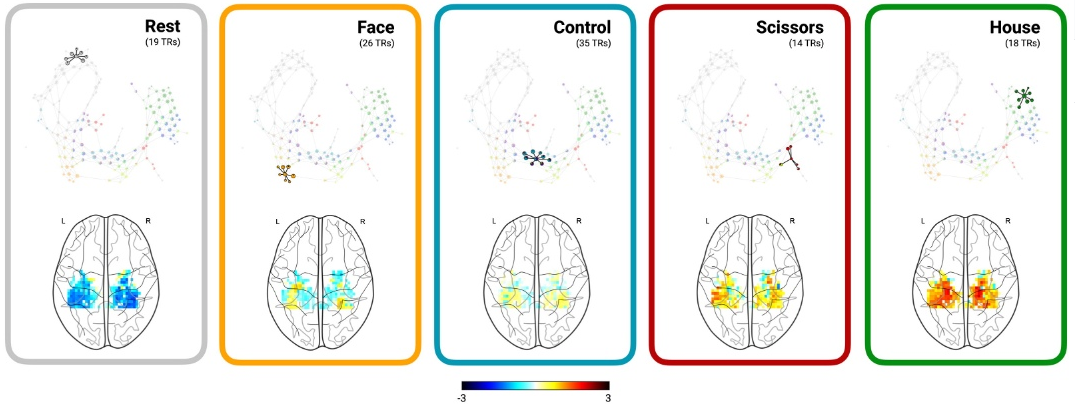 Rest
(19 TRs)
Face
(26 TRs)
Control
(35 TRs)
Scissors
(14 TRs)
House
(18 TRs)
L R
L R
L R
L R
L R
-3 3